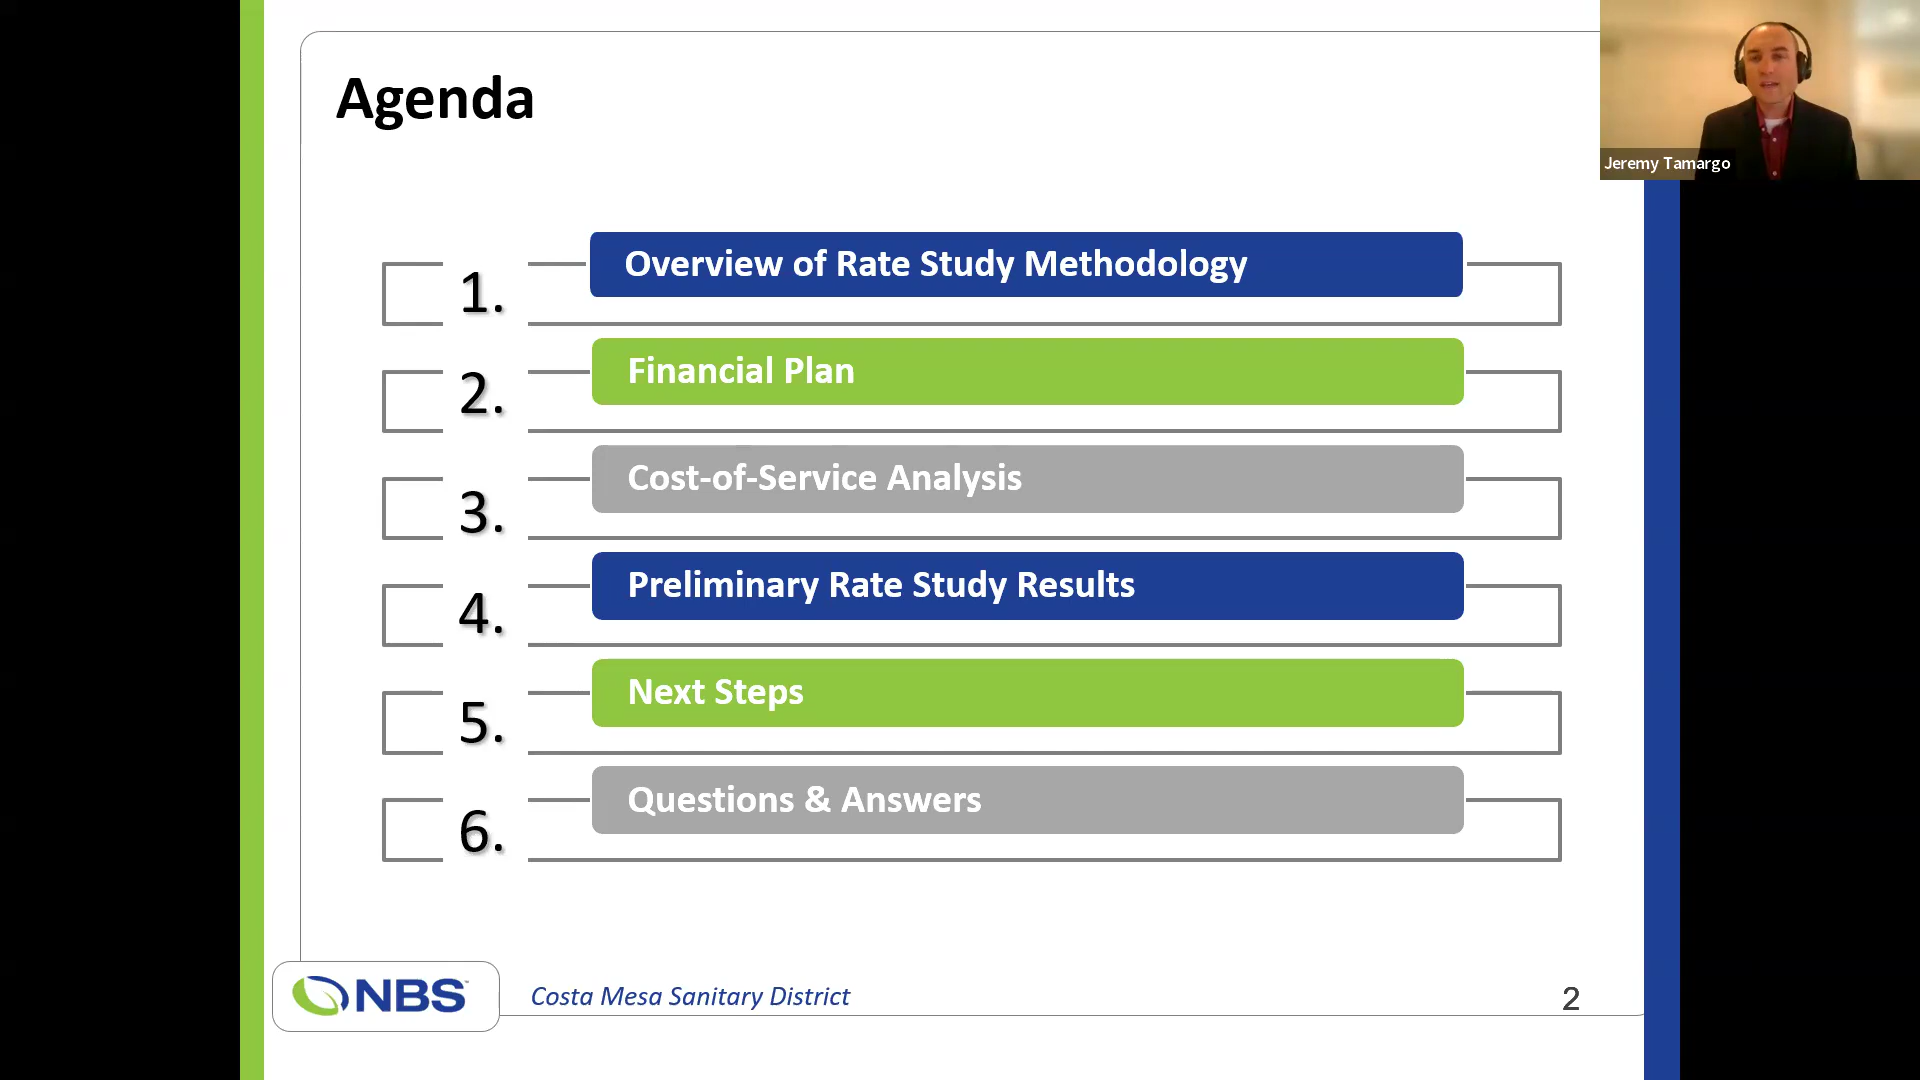 Agenda
Jeremy Tamargo
1. Overview of Rate Study Methodology
2. Financial Plan
3. Cost-of-Service Analysis
4. Preliminary Rate Study Results
5. Next Steps
6. Questions & Answers
NBS™ Costa Mesa Sanitary District 2